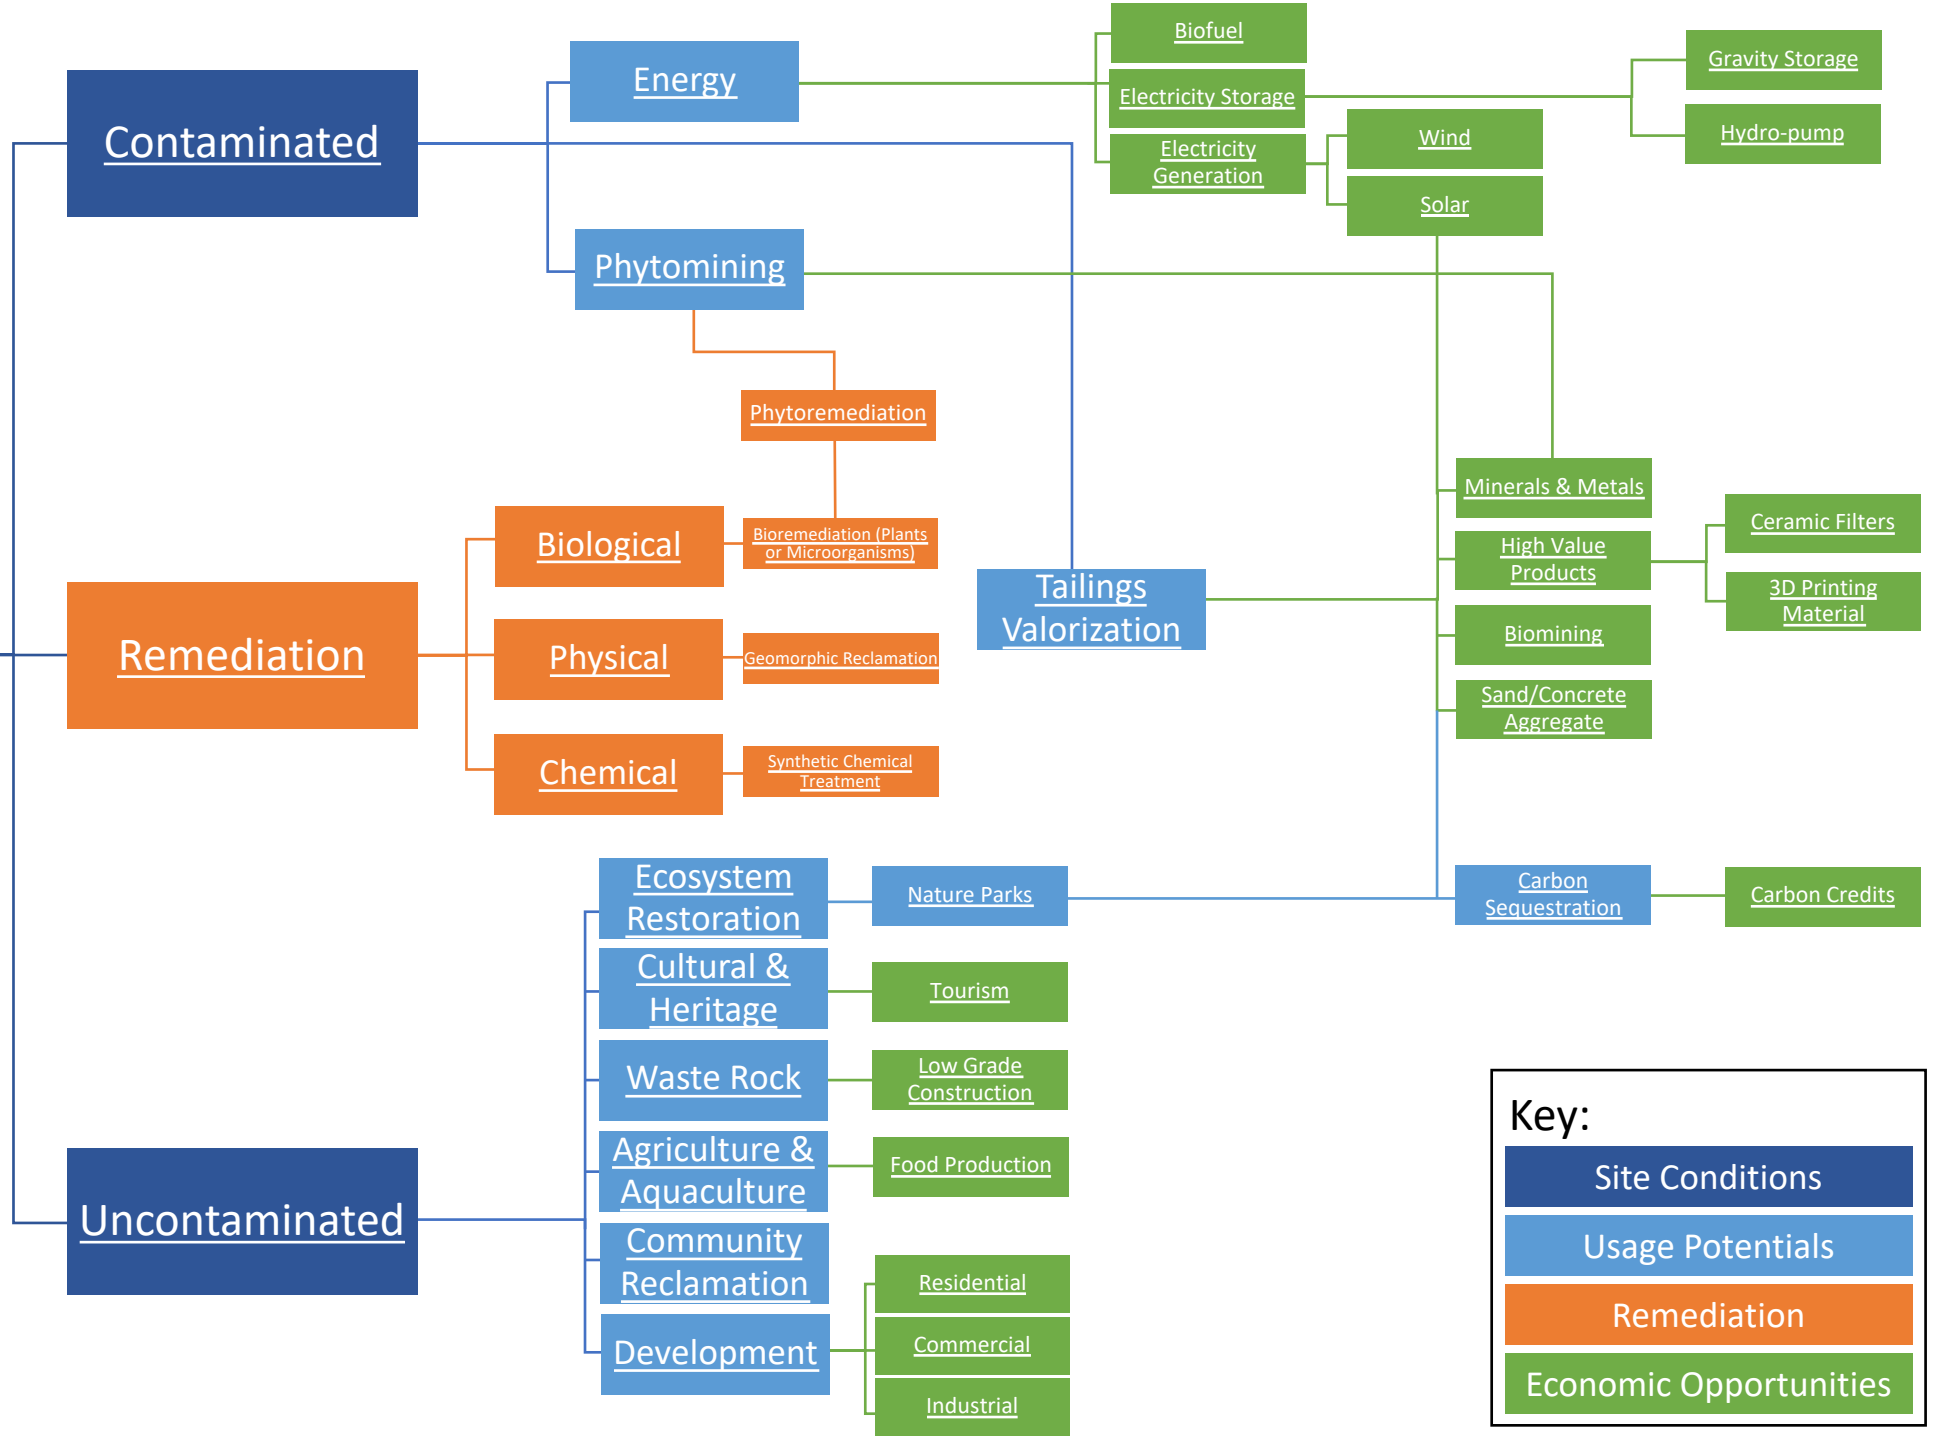 Contaminated
Energy
Phytomining
Biofuel
Electricity Storage
Electricity
Generation
Wind
Solar
Gravity Storage
Hydro-pump
Remediation
Biological
Physical
Chemical
Phytoremediation
Bioremediation (Plants
or Microorganisms)
Geomorphic Reclamation
Synthetic Chemical
Treatment
Tailings
Valorization
Minerals & Metals
High Value
Products
Biomining
Sand/Concrete
Aggregate
Ceramic Filters
3D Printing
Material
Uncontaminated
Ecosystem
Restoration
Nature Parks
Carbon
Sequestration
Carbon Credits
Cultural &
Heritage
Tourism
Waste Rock
Low Grade
Construction
Agriculture &
Aquaculture
Food Production
Community
Reclamation
Development
Residential
Commercial
Industrial
Key:
Site Conditions
Usage Potentials
Remediation
Economic Opportunities